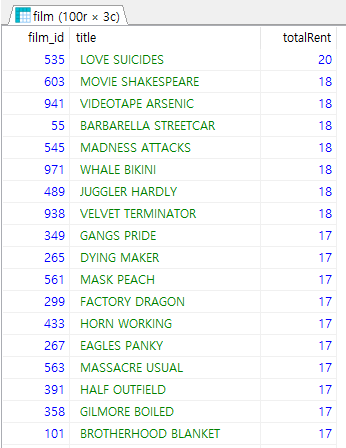 film (100r × 3c)
film_id title totalRent
535 LOVE SUICIDES 20
603 MOVIE SHAKESPEARE 18
941 VIDEOTAPE ARSENIC 18
55 BARBARELLA STREETCAR 18
545 MADNESS ATTACKS 18
971 WHALE BIKINI 18
489 JUGGLER HARDLY 18
938 VELVET TERMINATOR 18
349 GANGS PRIDE 17
265 DYING MAKER 17
561 MASK PEACH 17
299 FACTORY DRAGON 17
433 HORN WORKING 17
267 EAGLES PANKY 17
563 MASSACRE USUAL 17
391 HALF OUTFIELD 17
358 GILMORE BOILED 17
101 BROTHERHOOD BLANKET 17